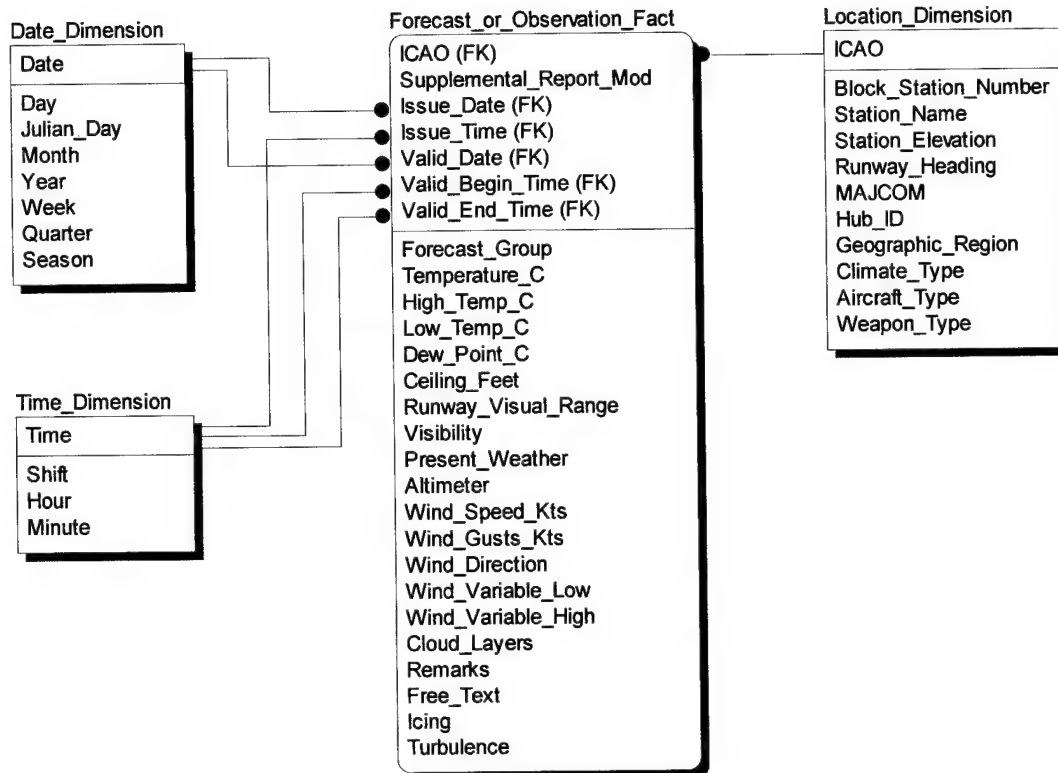 Date_Dimension
Date
Day
Julian_Day
Month
Year
Week
Quarter
Season
Time_Dimension
Time
Shift
Hour
Minute
Forecast_or_Observation_Fact
ICAO (FK)
Supplemental_Report_Mod
Issue_Date (FK)
Issue_Time (FK)
Valid_Date (FK)
Valid_Begin_Time (FK)
Valid_End_Time (FK)
Forecast_Group
Temperature_C
High_Temp_C
Low_Temp_C
Dew_Point_C
Ceiling_Feet
Runway_Visual_Range
Visibility
Present_Weather
Altimeter
Wind_Speed_Kts
Wind_Gusts_Kts
Wind_Direction
Wind_Variable_Low
Wind_Variable_High
Cloud_Layers
Remarks
Free_Text
Icing
Turbulence
Location_Dimension
ICAO
Block_Station_Number
Station_Name
Station_Elevation
Runway_Heading
MAJCOM
Hub_ID
Geographic_Region
Climate_Type
Aircraft_Type
Weapon_Type